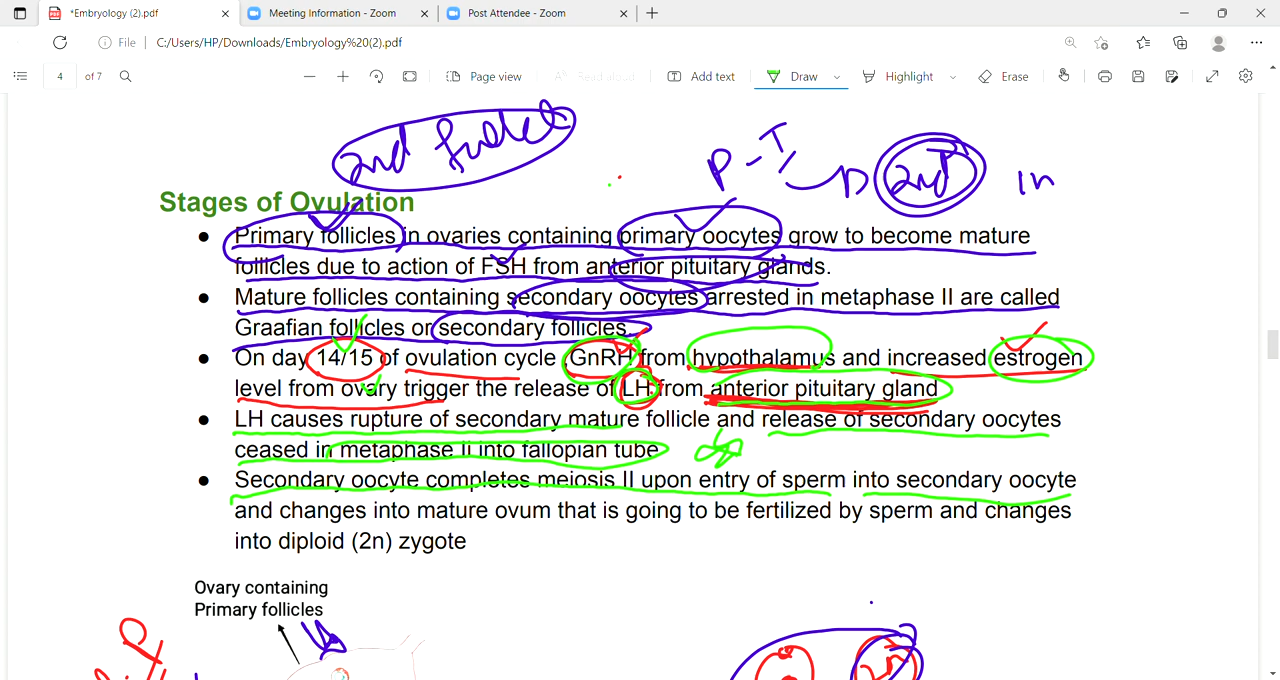 *Embryology (2).pdf
Meeting Information - Zoom
Post Attendee - Zoom
File
C:/Users/HP/Downloads/Embryology%20(2).pdf
4 of 7
Page view
Read aloud
Add text
Draw
Highlight
Erase
2nd
P - I
2nd
in
Stages of Ovulation
● Primary follicles in ovaries containing primary oocytes grow to become mature
follicles due to action of FSH from anterior pituitary glands.
● Mature follicles containing secondary oocytes arrested in metaphase II are called
Graafian follicles or secondary follicles.
● On day 14/15 of ovulation cycle ,GnRH from hypothalamus and increased estrogen
level from ovary trigger the release of LH from anterior pituitary gland
● LH causes rupture of secondary mature follicle and release of secondary oocytes
ceased in metaphase II into fallopian tube
● Secondary oocyte completes meiosis II upon entry of sperm into secondary oocyte
and changes into mature ovum that is going to be fertilized by sperm and changes
into diploid (2n) zygote
Ovary containing
Primary follicles